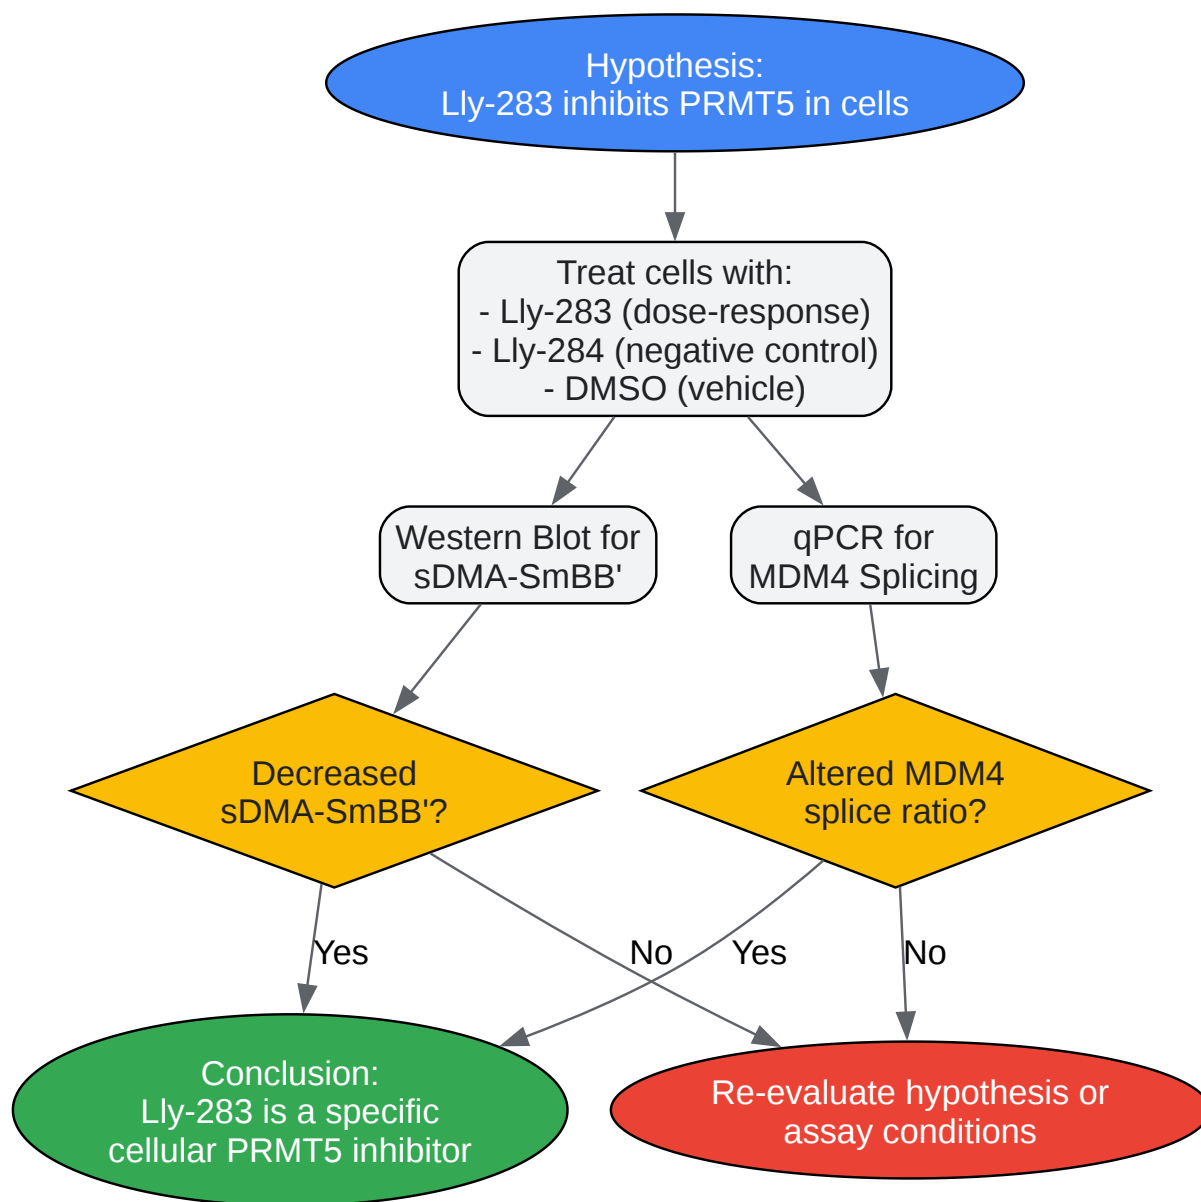 Hypothesis:
Lly-283 inhibits PRMT5 in cells
Treat cells with:
- Lly-283 (dose-response)
- Lly-284 (negative control)
- DMSO (vehicle)
Western Blot for
sDMA-SmBB'
qPCR for
MDM4 Splicing
Decreased
sDMA-SmBB'?
Altered MDM4
splice ratio?
Yes
No
Yes
No
Conclusion:
Lly-283 is a specific
cellular PRMT5 inhibitor
Re-evaluate hypothesis or
assay conditions